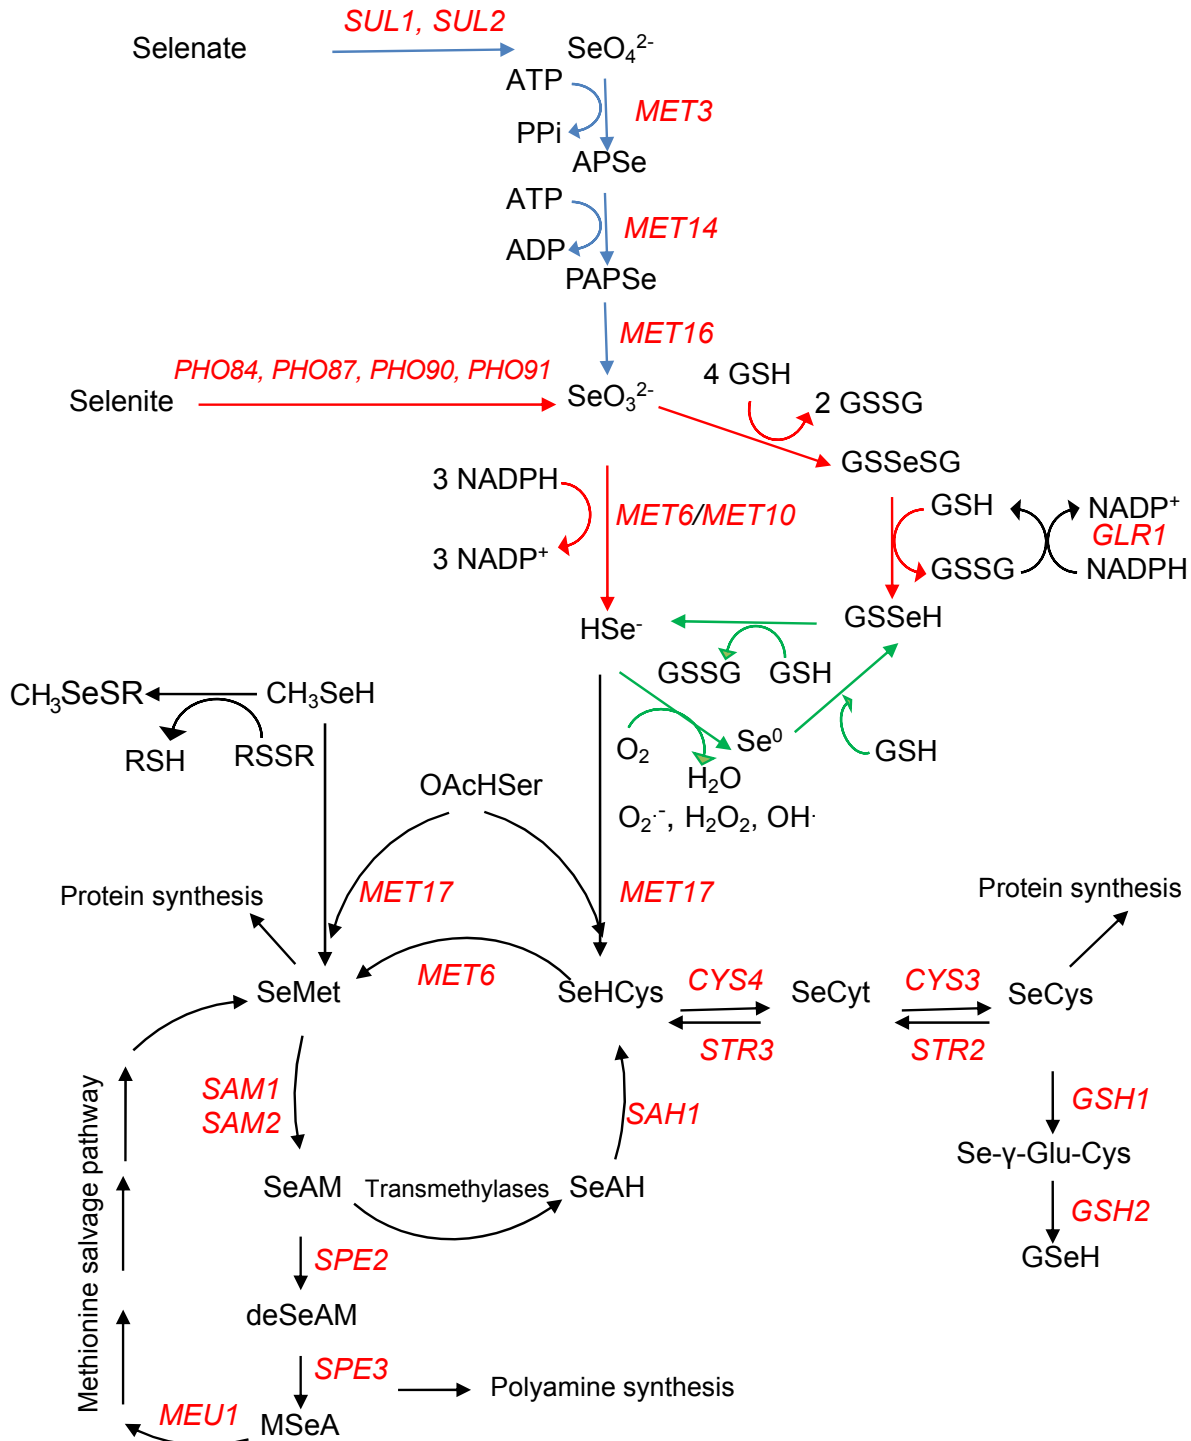 SUL1, SUL2
Selenate
SeO₄²⁻
ATP
MET3
PPi
APSe
ATP
MET14
ADP
PAPSe
MET16
PHO84, PHO87, PHO90, PHO91
4 GSH
Selenite
SeO₃²⁻
2 GSSG
GSSeSG
3 NADPH
MET6/MET10
GSH
NADP⁺
GLR1
3 NADP⁺
GSSG
NADPH
HSe⁻
GSSeH
GSSG
GSH
CH₃SeSR
CH₃SeH
RSH
RSSR
O₂
Se⁰
GSH
H₂O
OAcHSer
O₂·⁻, H₂O₂, OH·
Protein synthesis
MET17
MET17
Protein synthesis
MET6
CYS4
CYS3
SeMet
SeHCys
SeCyt
SeCys
STR3
STR2
SAM1
SAM2
SAH1
GSH1
Methionine salvage pathway
Se-γ-Glu-Cys
SeAM
Transmethylases
SeAH
GSH2
SPE2
GSeH
deSeAM
SPE3
Polyamine synthesis
MEU1
MSeA